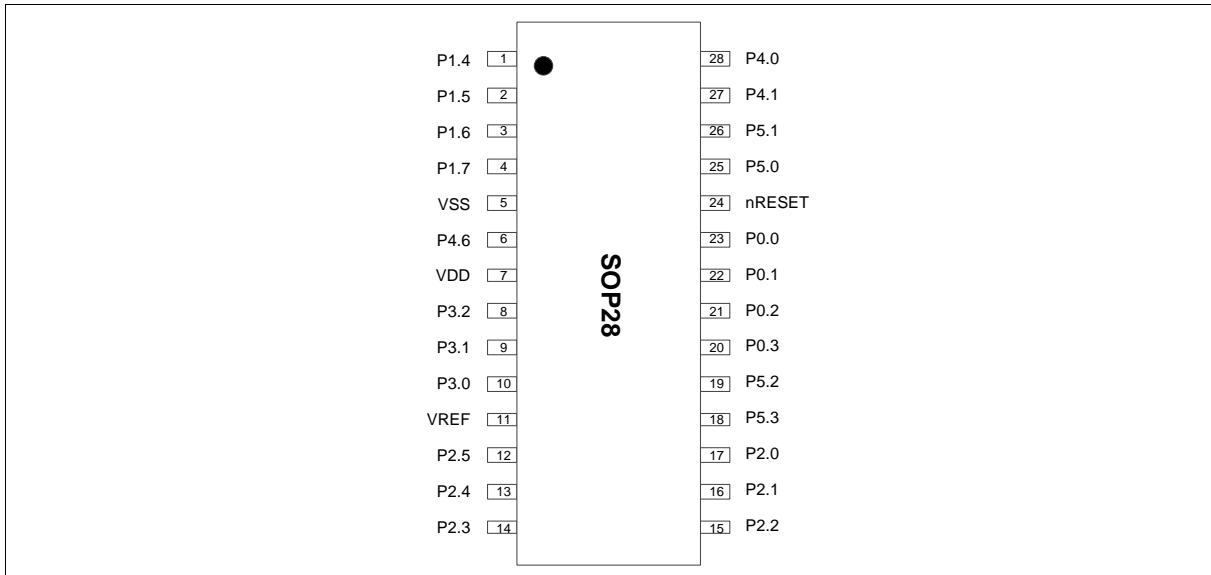 P1.4 1 28 P4.0
P1.5 2 27 P4.1
P1.6 3 26 P5.1
P1.7 4 25 P5.0
VSS 5 24 nRESET
P4.6 6 23 P0.0
VDD 7 22 P0.1
P3.2 8 21 P0.2
P3.1 9 20 P0.3
P3.0 10 19 P5.2
VREF 11 18 P5.3
P2.5 12 17 P2.0
P2.4 13 16 P2.1
P2.3 14 15 P2.2
SOP28